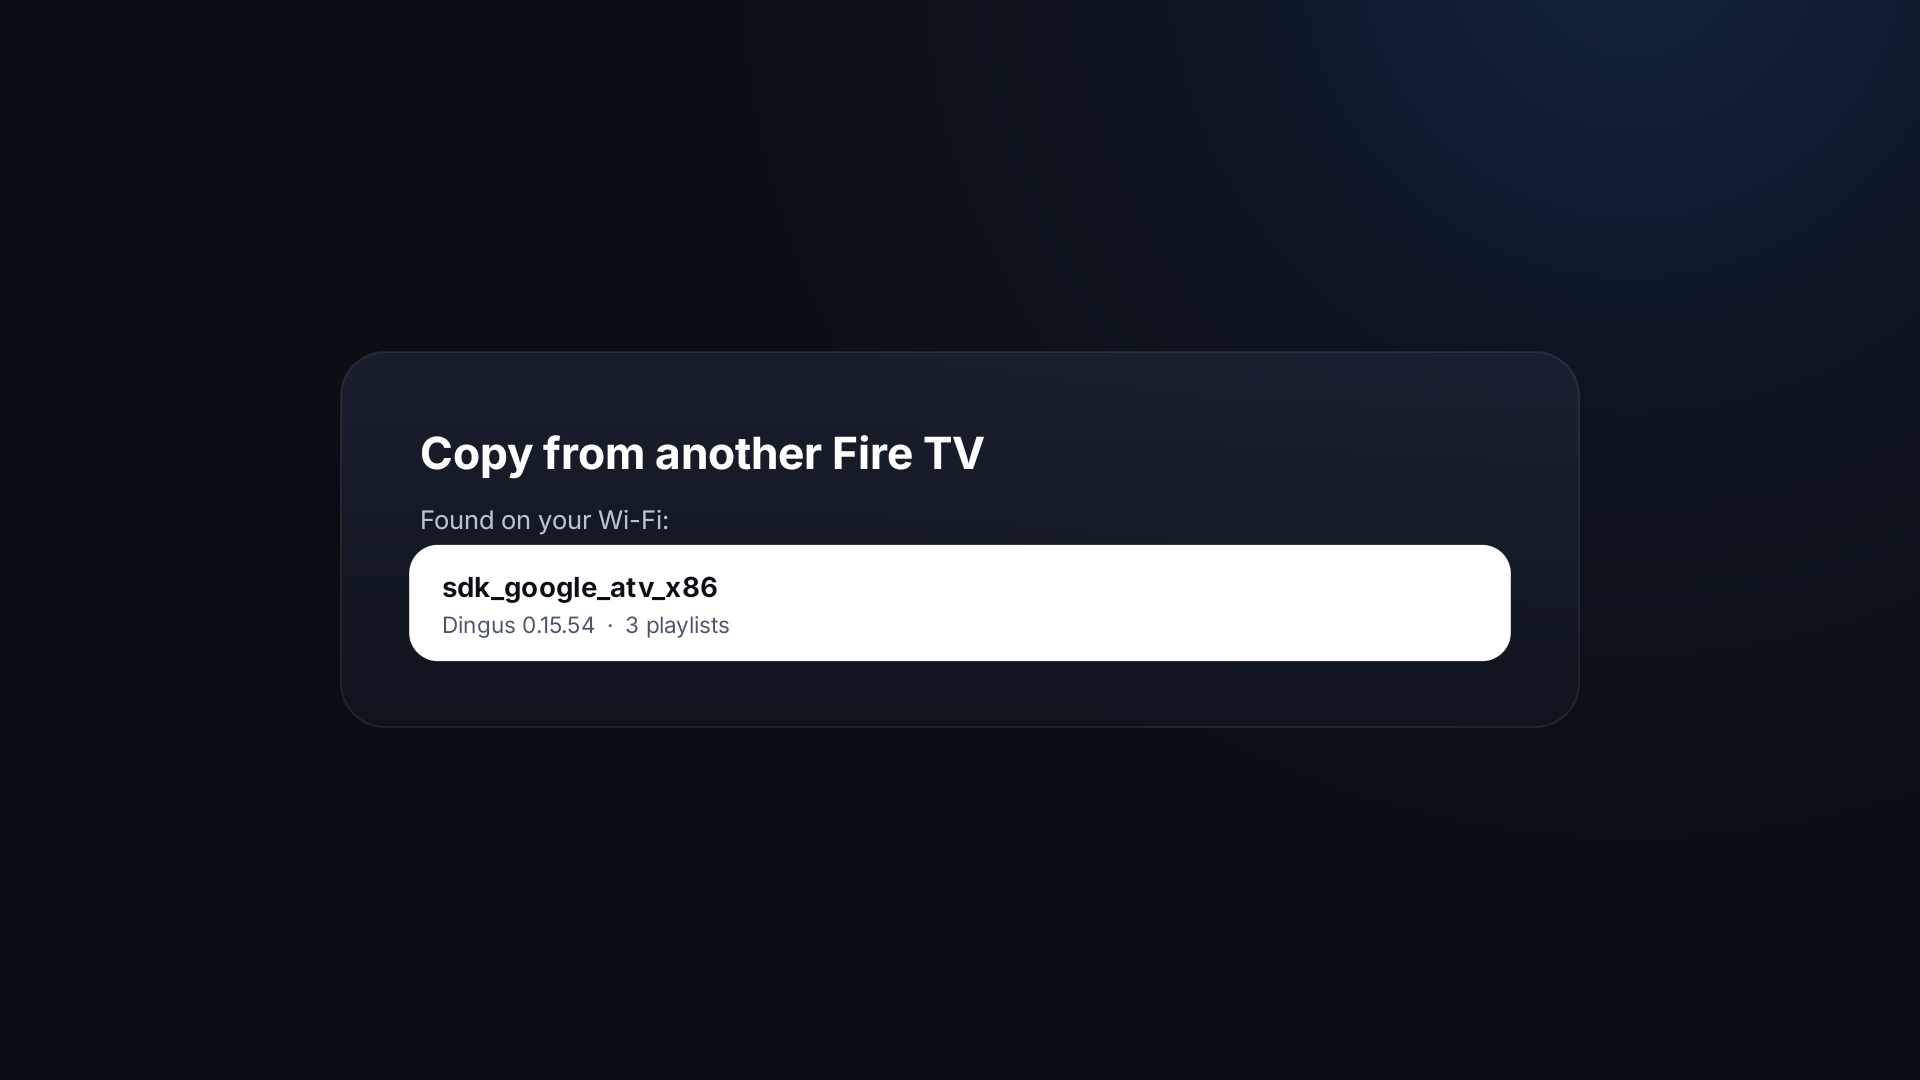 Copy from another Fire TV
Found on your Wi-Fi:
sdk_google_atv_x86
Dingus 0.15.54 · 3 playlists